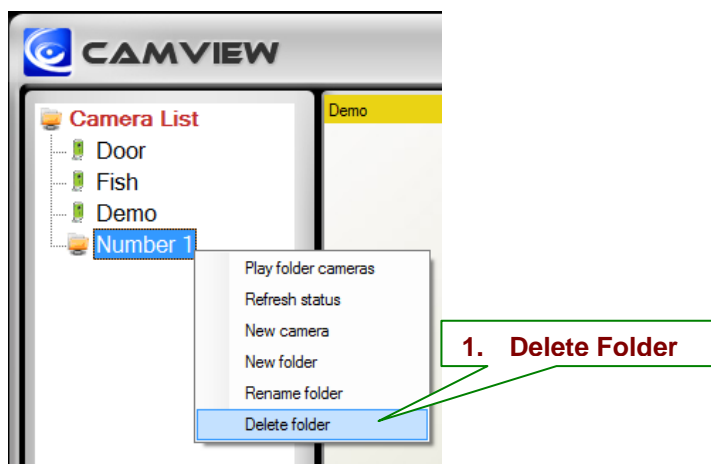 CAMVIEW
Camera List
Demo
Door
Fish
Demo
Number 1
Play folder cameras
Refresh status
New camera
New folder
Rename folder
Delete folder
1. Delete Folder